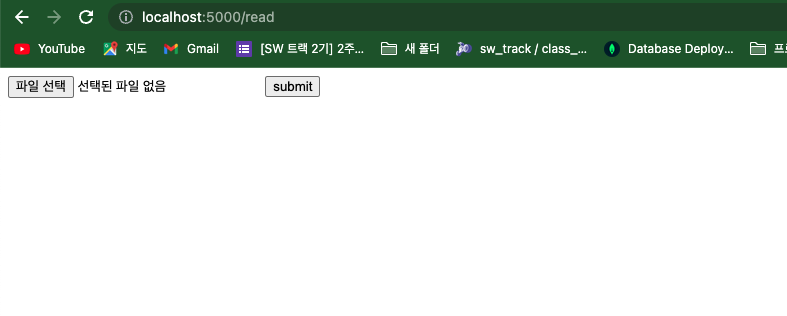 localhost:5000/read
YouTube 지도 Gmail [SW 트랙 2기] 2주... 새 폴더 sw_track / class_... Database Deploy... 프로
파일 선택 선택된 파일 없음 submit